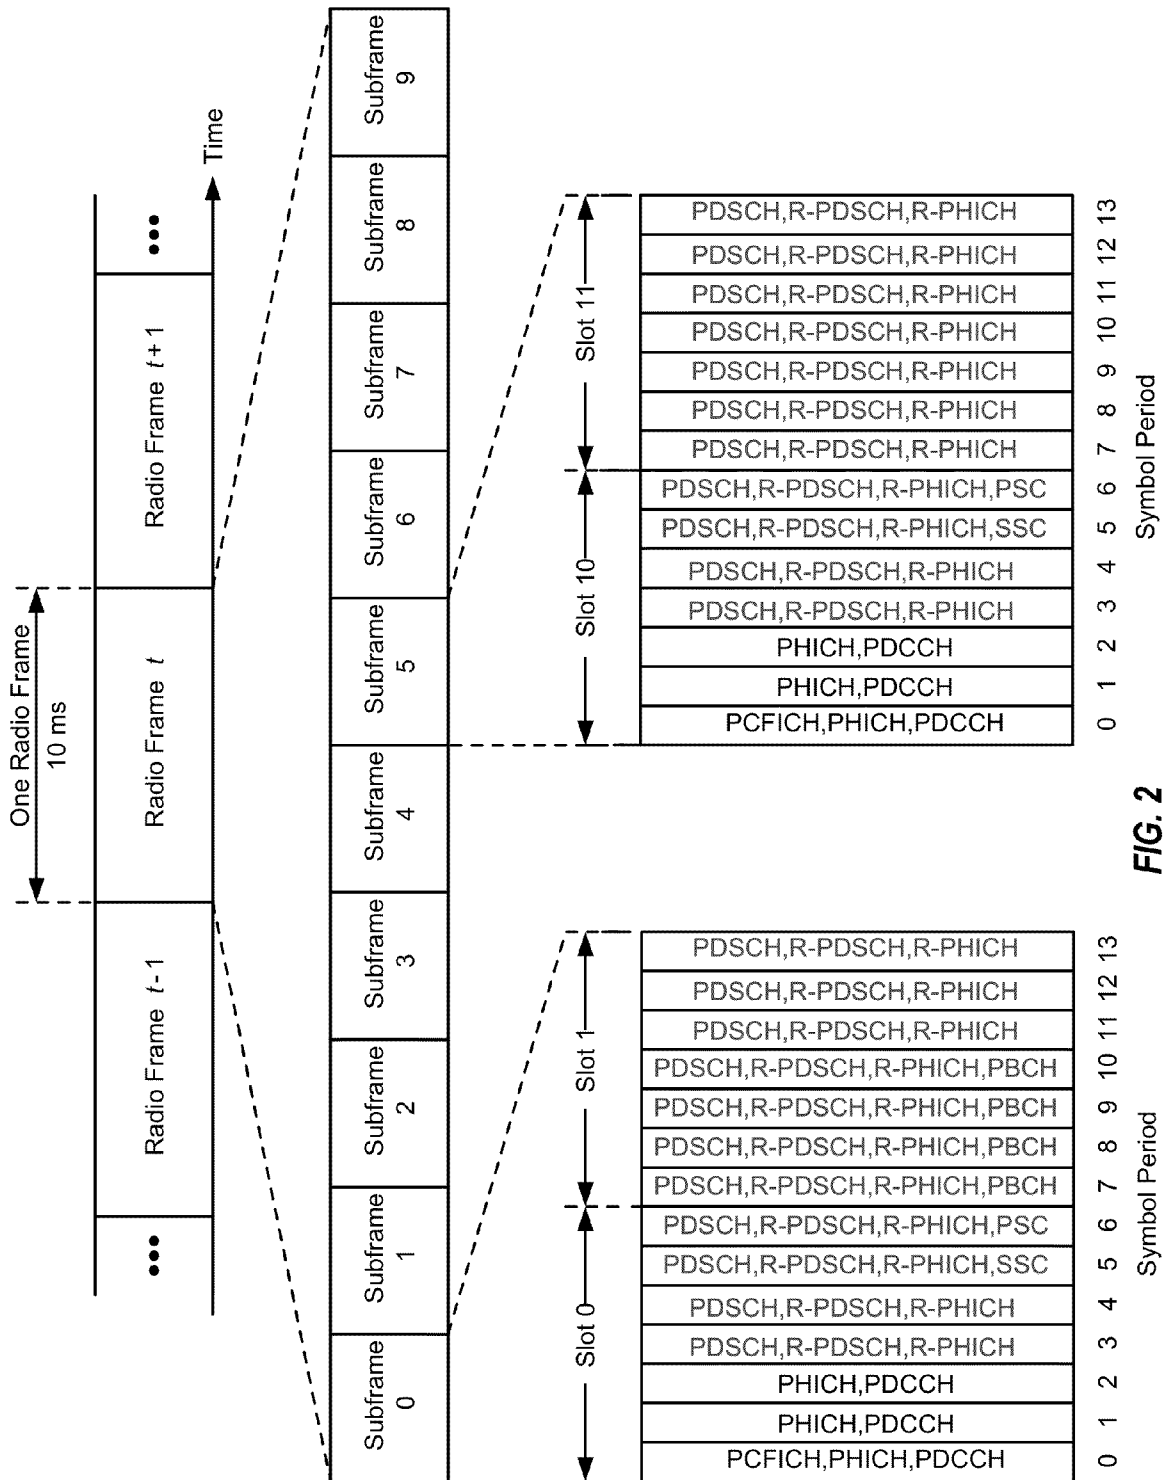 One Radio Frame
10 ms
Radio Frame t-1
Radio Frame t
Radio Frame t+1
Time
Subframe
0
Subframe
1
Subframe
2
Subframe
3
Subframe
4
Subframe
5
Subframe
6
Subframe
7
Subframe
8
Subframe
9
Slot 0
Slot 1
PCFICH,PHICH,PDCCH
PHICH,PDCCH
PHICH,PDCCH
PDSCH,R-PDSCH,R-PHICH
PDSCH,R-PDSCH,R-PHICH
PDSCH,R-PDSCH,R-PHICH,SSC
PDSCH,R-PDSCH,R-PHICH,PSC
PDSCH,R-PDSCH,R-PHICH,PBCH
PDSCH,R-PDSCH,R-PHICH,PBCH
PDSCH,R-PDSCH,R-PHICH,PBCH
PDSCH,R-PDSCH,R-PHICH,PBCH
PDSCH,R-PDSCH,R-PHICH
PDSCH,R-PDSCH,R-PHICH
PDSCH,R-PDSCH,R-PHICH
0 1 2 3 4 5 6 7 8 9 10 11 12 13
Symbol Period
Slot 10
Slot 11
PCFICH,PHICH,PDCCH
PHICH,PDCCH
PHICH,PDCCH
PDSCH,R-PDSCH,R-PHICH
PDSCH,R-PDSCH,R-PHICH
PDSCH,R-PDSCH,R-PHICH,SSC
PDSCH,R-PDSCH,R-PHICH,PSC
PDSCH,R-PDSCH,R-PHICH
PDSCH,R-PDSCH,R-PHICH
PDSCH,R-PDSCH,R-PHICH
PDSCH,R-PDSCH,R-PHICH
PDSCH,R-PDSCH,R-PHICH
PDSCH,R-PDSCH,R-PHICH
PDSCH,R-PDSCH,R-PHICH
0 1 2 3 4 5 6 7 8 9 10 11 12 13
Symbol Period
FIG. 2